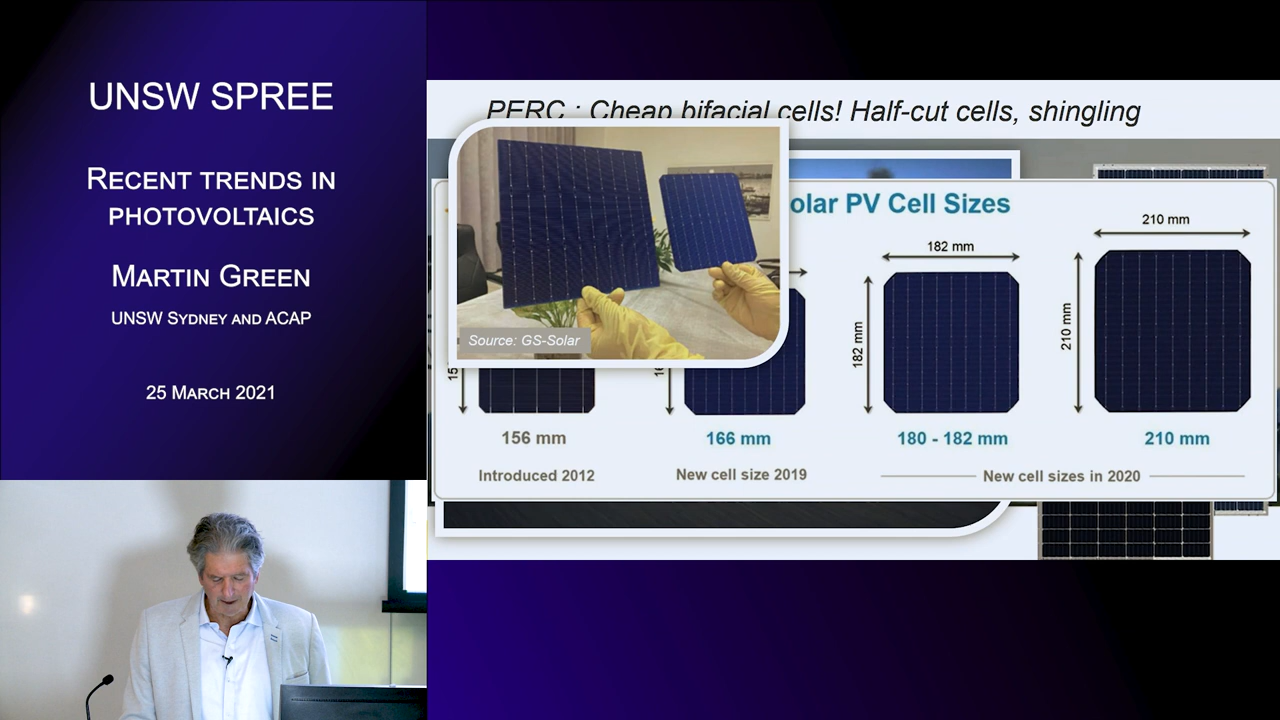 UNSW SPREE
RECENT TRENDS IN
PHOTOVOLTAICS
MARTIN GREEN
UNSW SYDNEY AND ACAP
25 MARCH 2021
PERC : Cheap bifacial cells! Half-cut cells, shingling
olar PV Cell Sizes
Source: GS-Solar
182 mm
210 mm
182 mm
210 mm
156 mm
166 mm
180 - 182 mm
210 mm
Introduced 2012
New cell size 2019
New cell sizes in 2020